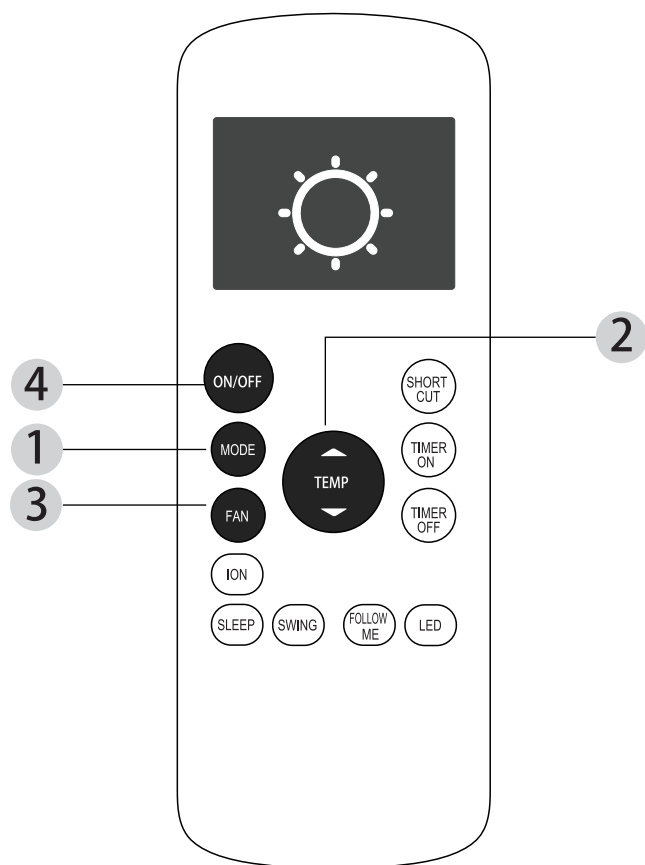 2
4
ON/OFF
SHORT
CUT
1
MODE
TEMP
TIMER
ON
3
FAN
TIMER
OFF
ION
SLEEP
SWING
FOLLOW
ME
LED